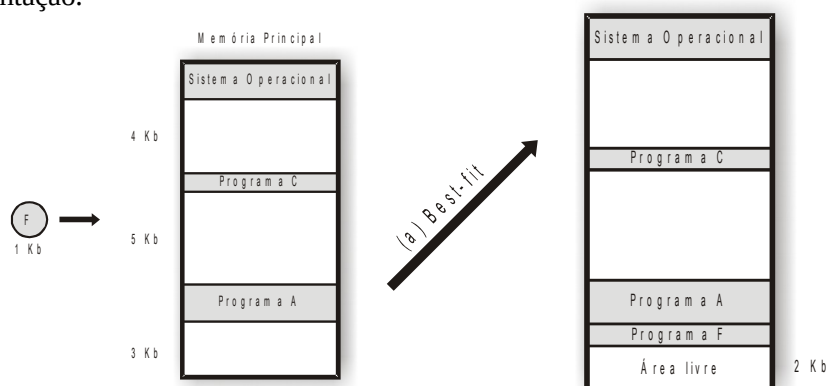 ntação.
Memória Principal
Sistema Operacional
4 Kb
Programa C
F
1 Kb
5 Kb
Programa A
3 Kb
(a) Best-fit
Sistema Operacional
Programa C
Programa A
Programa F
Área livre
2 Kb